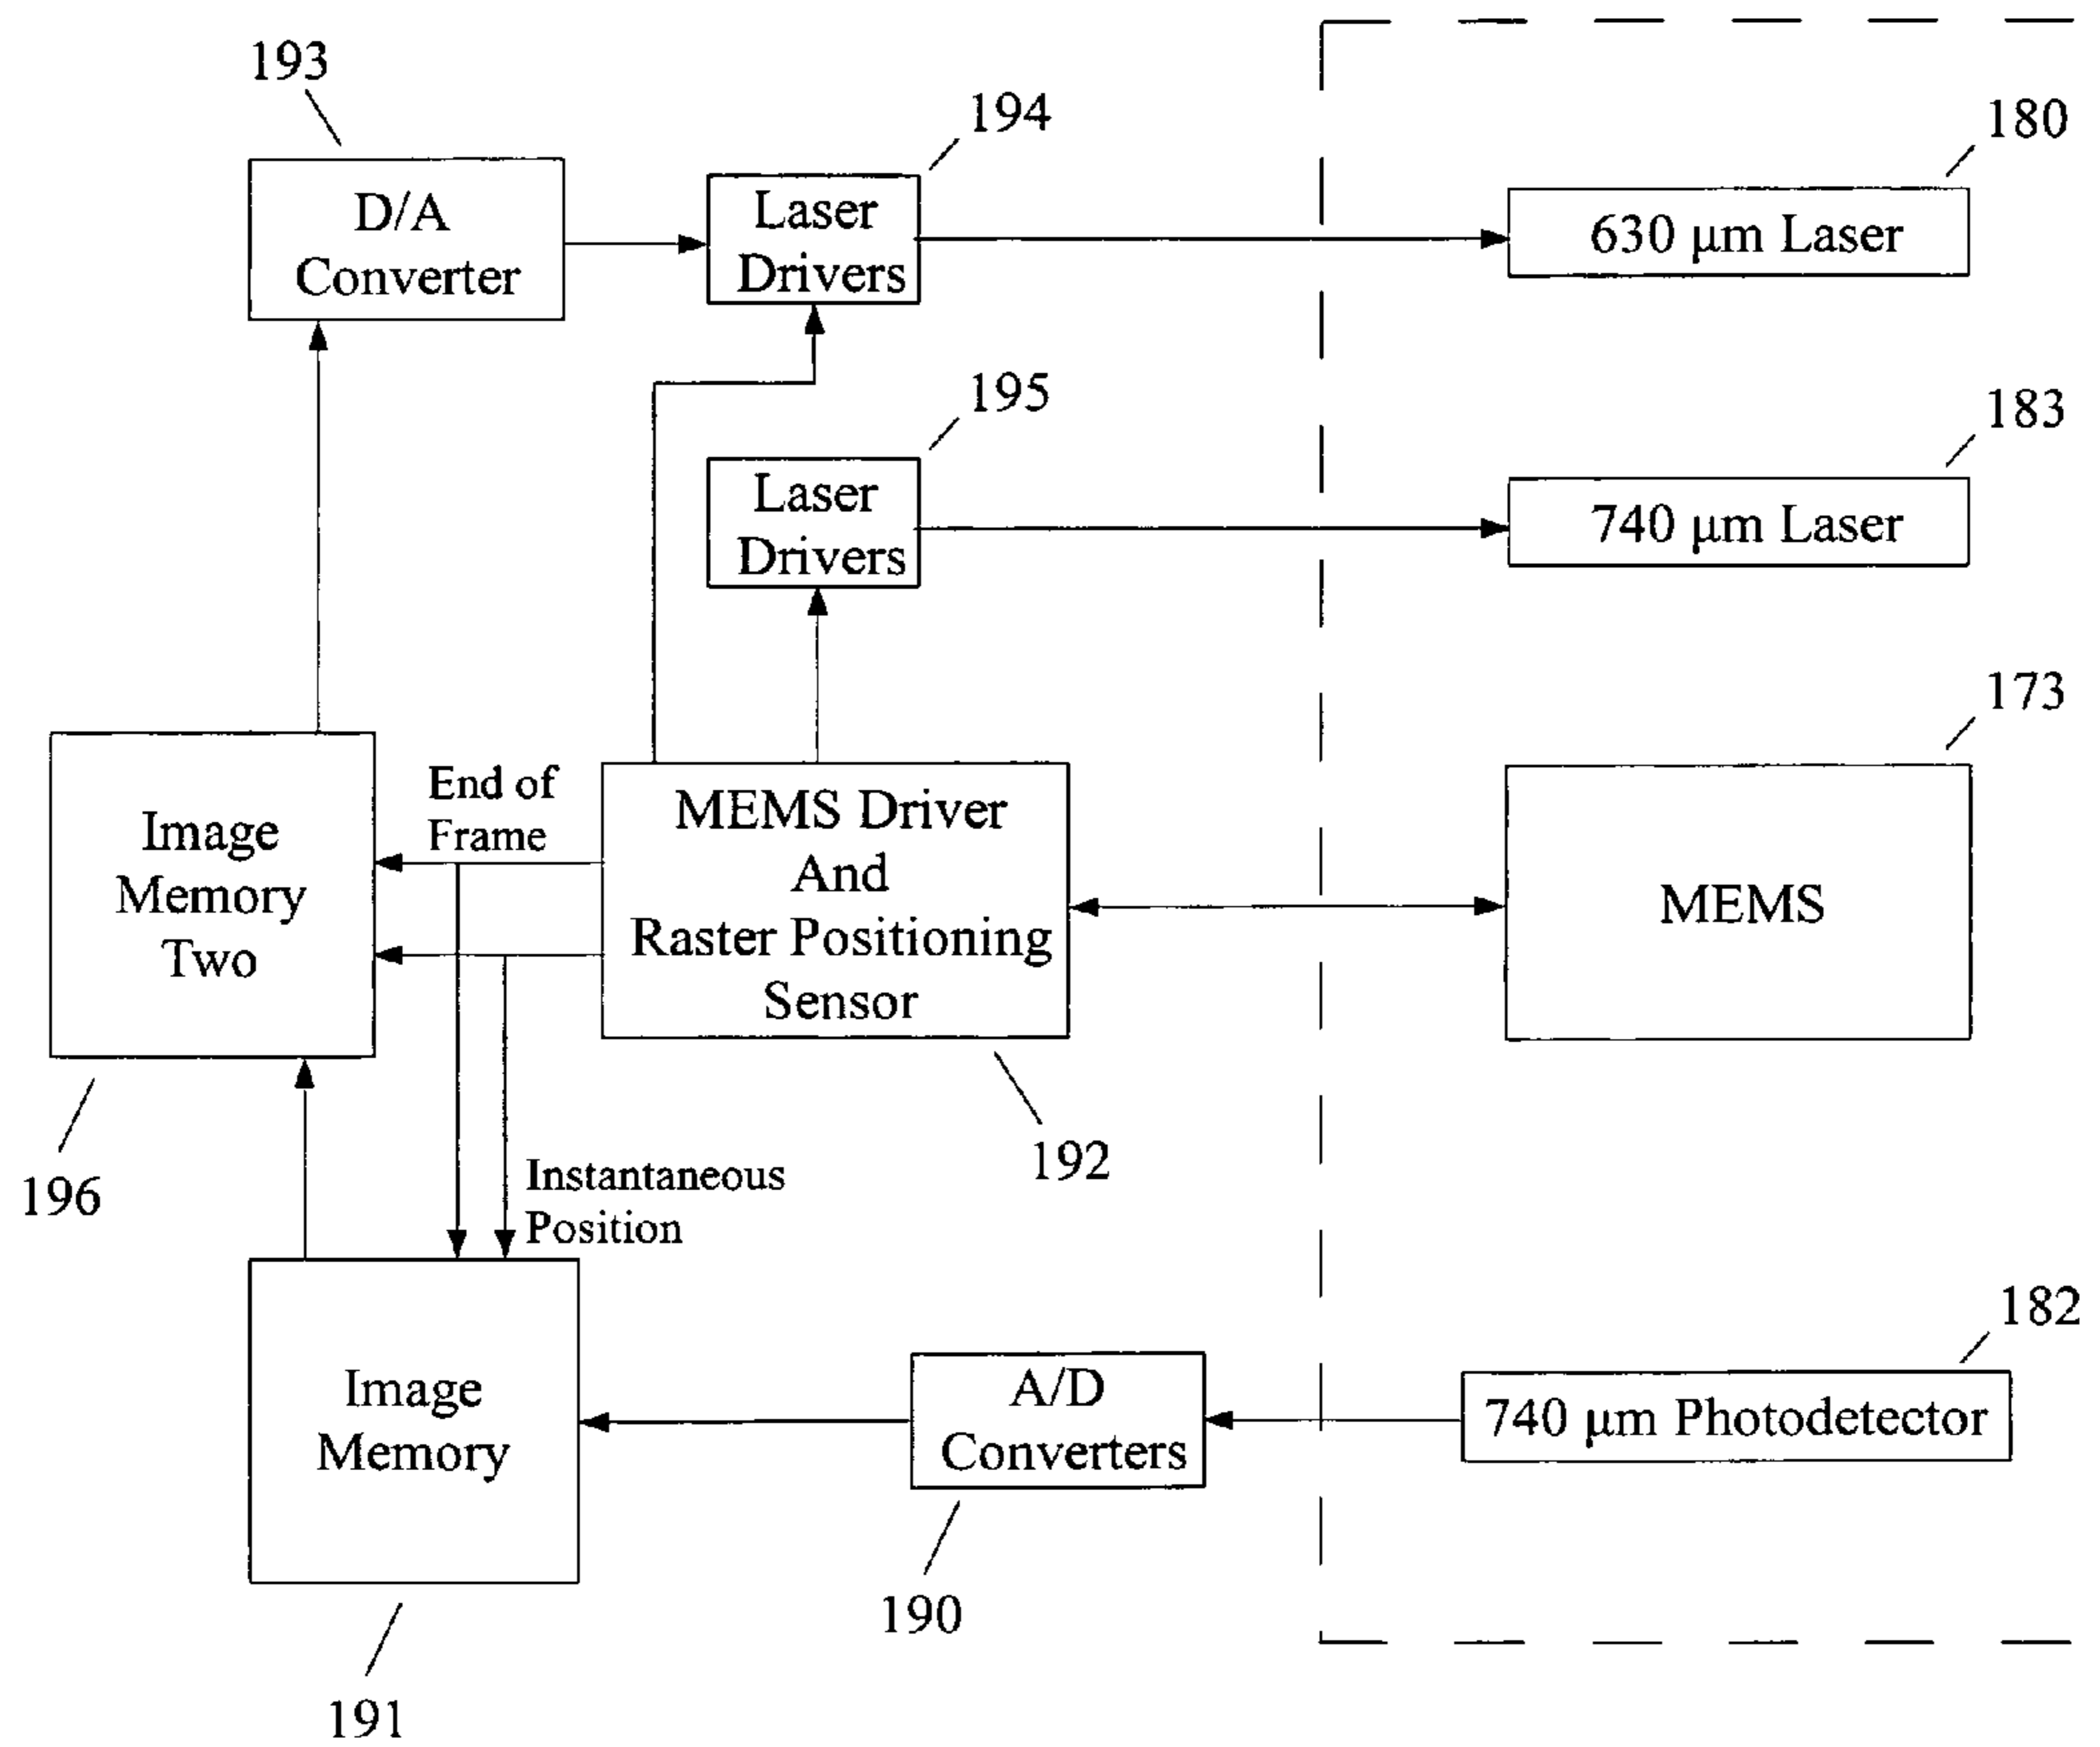 193
194
180
D/A
Converter
Laser
Drivers
630 μm Laser
195
183
Laser
Drivers
740 μm Laser
173
Image
Memory
Two
End of
Frame
MEMS Driver
And
Raster Positioning
Sensor
MEMS
196
192
Instantaneous
Position
182
Image
Memory
A/D
Converters
740 μm Photodetector
190
191